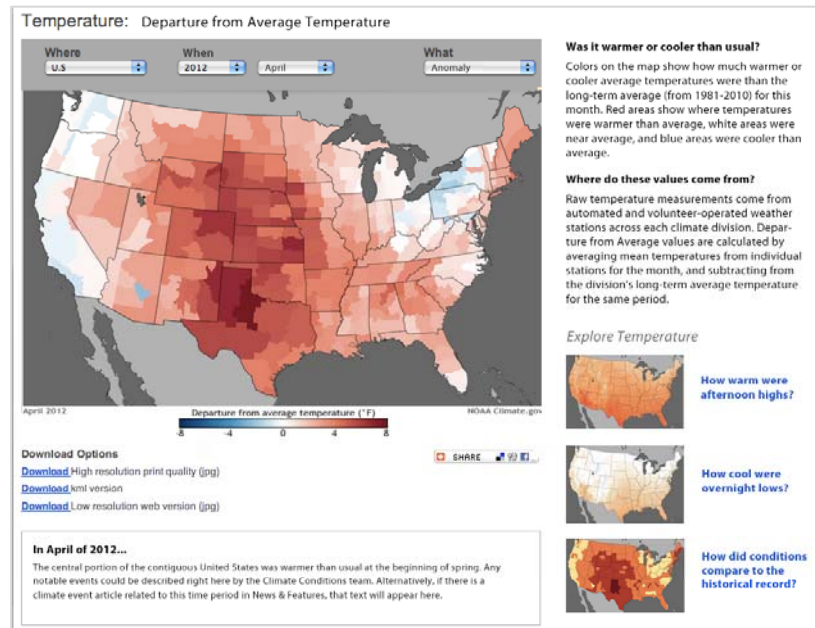 Temperature: Departure from Average Temperature
Where
When
What
U.S
2012
April
Anomaly
April 2012
NOAA Climate.gov
Departure from average temperature (°F)
-8
-4
0
4
8
Download Options
Download High resolution print quality (jpg)
Download kml version
Download Low resolution web version (jpg)
SHARE
In April of 2012...
The central portion of the contiguous United States was warmer than usual at the beginning of spring. Any
notable events could be described right here by the Climate Conditions team. Alternatively, if there is a
climate event article related to this time period in News & Features, that text will appear here.
Was it warmer or cooler than usual?
Colors on the map show how much warmer or
cooler average temperatures were than the
long-term average (from 1981-2010) for this
month. Red areas show where temperatures
were warmer than average, white areas were
near average, and blue areas were cooler than
average.
Where do these values come from?
Raw temperature measurements come from
automated and volunteer-operated weather
stations across each climate division. Depar-
ture from Average values are calculated by
averaging mean temperatures from individual
stations for the month, and subtracting from
the division's long-term average temperature
for the same period.
Explore Temperature
How warm were
afternoon highs?
How cool were
overnight lows?
How did conditions
compare to the
historical record?